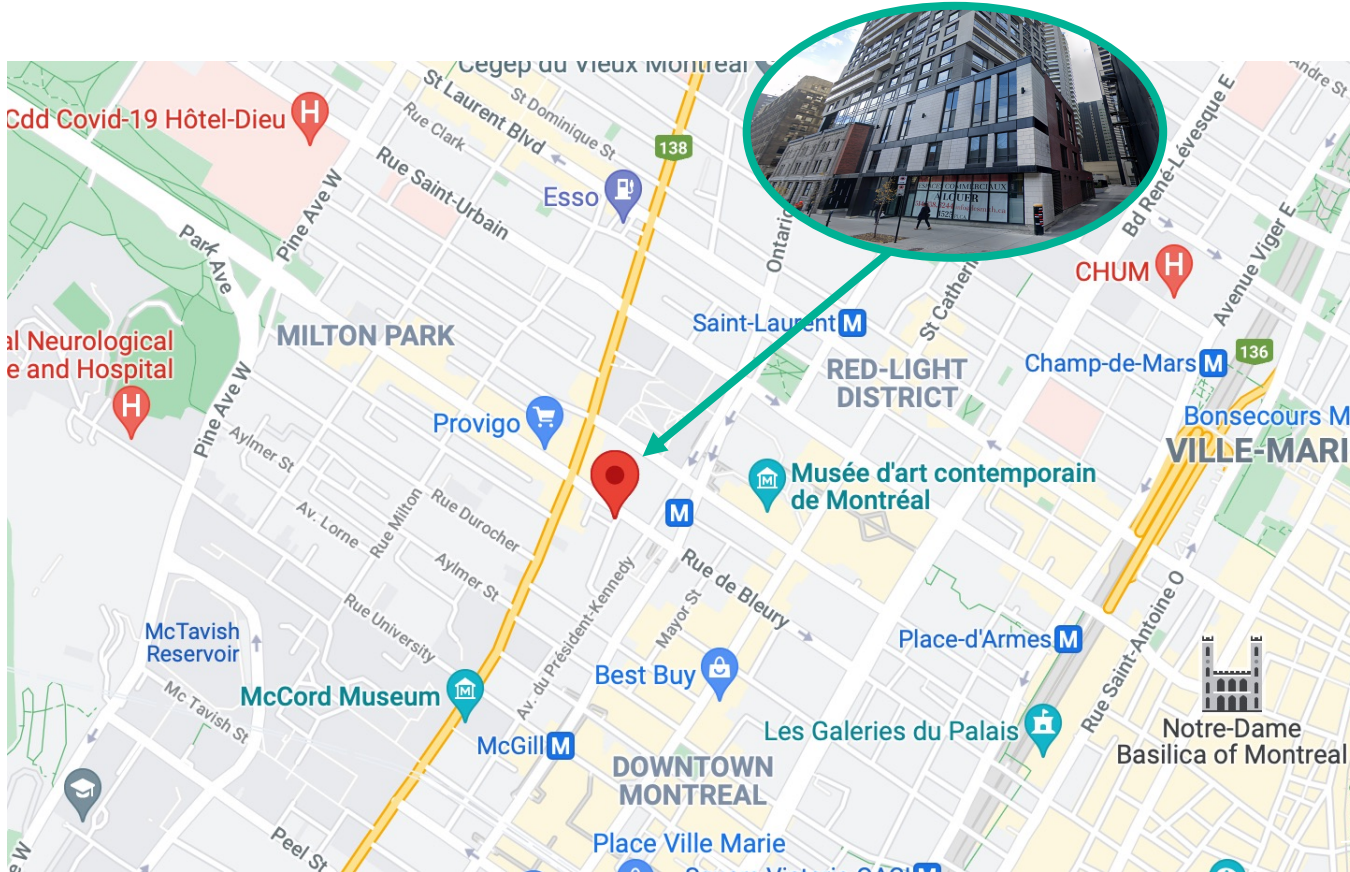 Cegep du Vieux Montréal
Andre St
St Laurent Blvd
St Dominique St
Rue Clark
Cdd Covid-19 Hôtel-Dieu
H
138
Rue Saint-Urbain
Esso
Pine Ave W
Park Ave
Ontario
ESPACES COMMERCIAUX
À LOUER
Bd René-Lévesque E
Avenue Viger E
CHUM
H
St Catherin
Saint-Laurent M
MILTON PARK
al Neurological
e and Hospital
H
RED-LIGHT
DISTRICT
Champ-de-Mars M
136
Pine Ave W
Provigo
Bonsecours M
VILLE-MARI
Aylmer St
Musée d'art contemporain
de Montréal
M
Av. Lorne
Rue Milton
Rue Durocher
Aylmer St
Rue de Bleury
Rue University
Av. du Président-Kennedy
Mayor St
McTavish
Reservoir
Place-d'Armes M
Rue Saint-Antoine O
Mc Tavish St
McCord Museum
Best Buy
Les Galeries du Palais
Notre-Dame
Basilica of Montreal
McGill M
DOWNTOWN
MONTREAL
Peel St
Place Ville Marie
e W